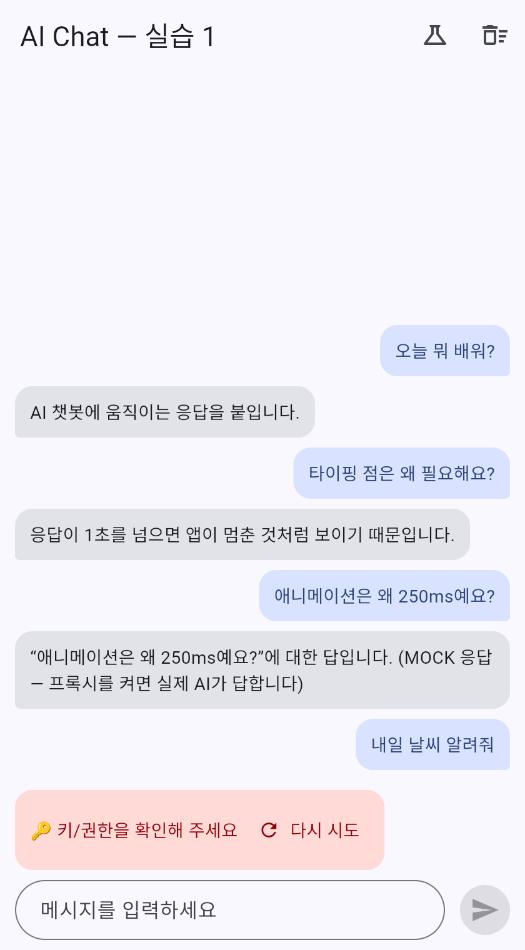 AI Chat — 실습 1
오늘 뭐 배워?
AI 챗봇에 움직이는 응답을 붙입니다.
타이핑 점은 왜 필요해요?
응답이 1초를 넘으면 앱이 멈춘 것처럼 보이기 때문입니다.
애니메이션은 왜 250ms예요?
“애니메이션은 왜 250ms예요?”에 대한 답입니다. (MOCK 응답
— 프록시를 켜면 실제 AI가 답합니다)
내일 날씨 알려줘
🔑 키/권한을 확인해 주세요 다시 시도
메시지를 입력하세요